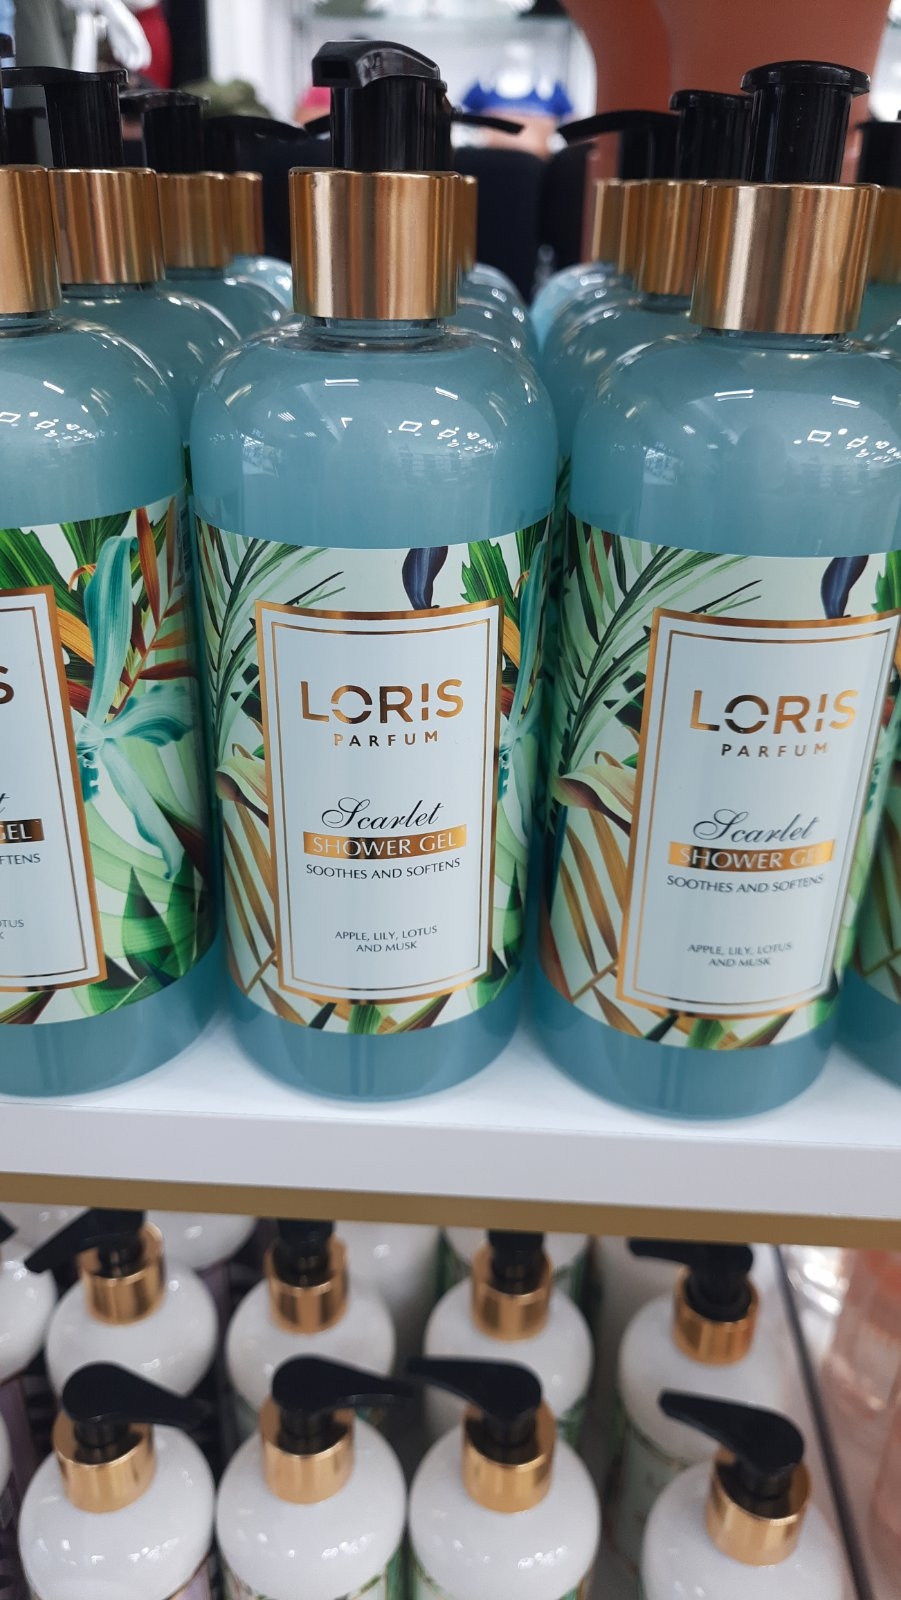 LORIS
PARFUM
Scarlet
SHOWER GEL
SOOTHES AND SOFTENS
APPLE, LILY, LOTUS
AND MUSK
LORIS
PARFUM
Scarlet
SHOWER GEL
SOOTHES AND SOFTENS
APPLE, LILY, LOTUS
AND MUSK